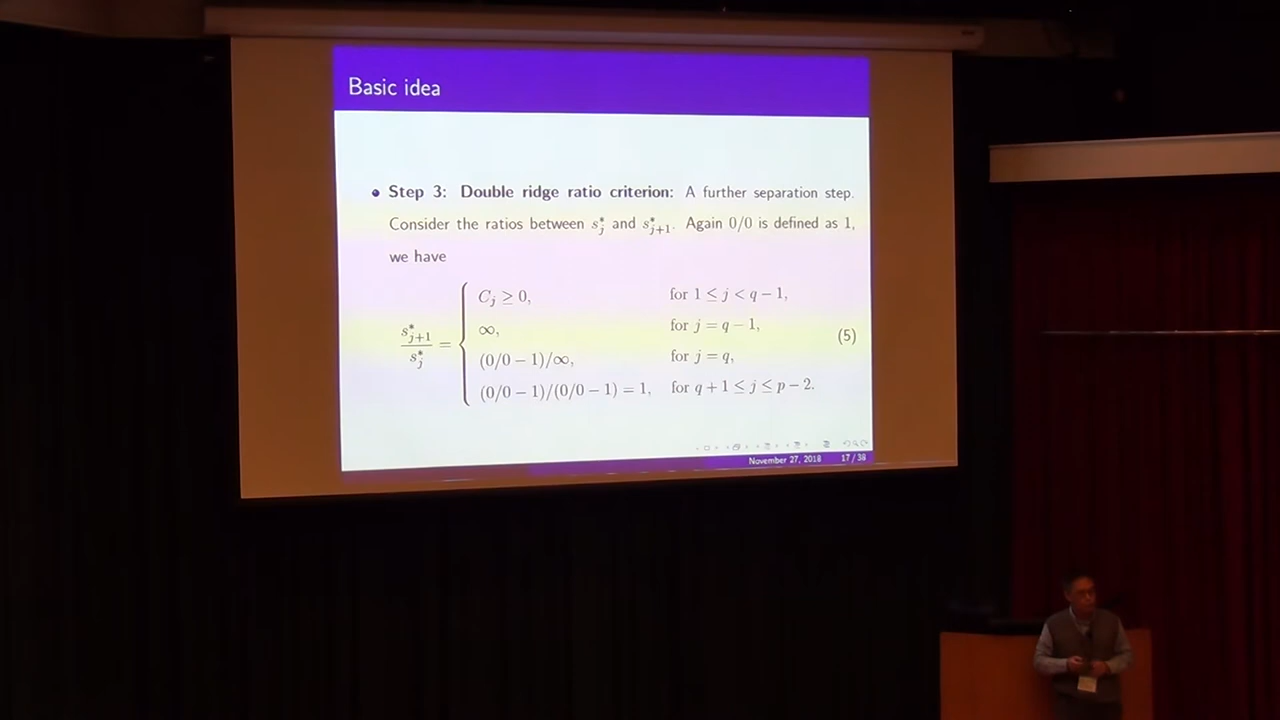 Basic idea
Step 3: Double ridge ratio criterion: A further separation step.
Consider the ratios between s*_j and s*_{j+1}. Again 0/0 is defined as 1,
we have
s*_{j+1} / s*_j =
C_j ≥ 0, for 1 ≤ j < q − 1,
∞, for j = q − 1,
(0/0 − 1)/∞, for j = q,
(0/0 − 1)/(0/0 − 1) = 1, for q + 1 ≤ j ≤ p − 2.
(5)
November 27, 2018 17 / 38